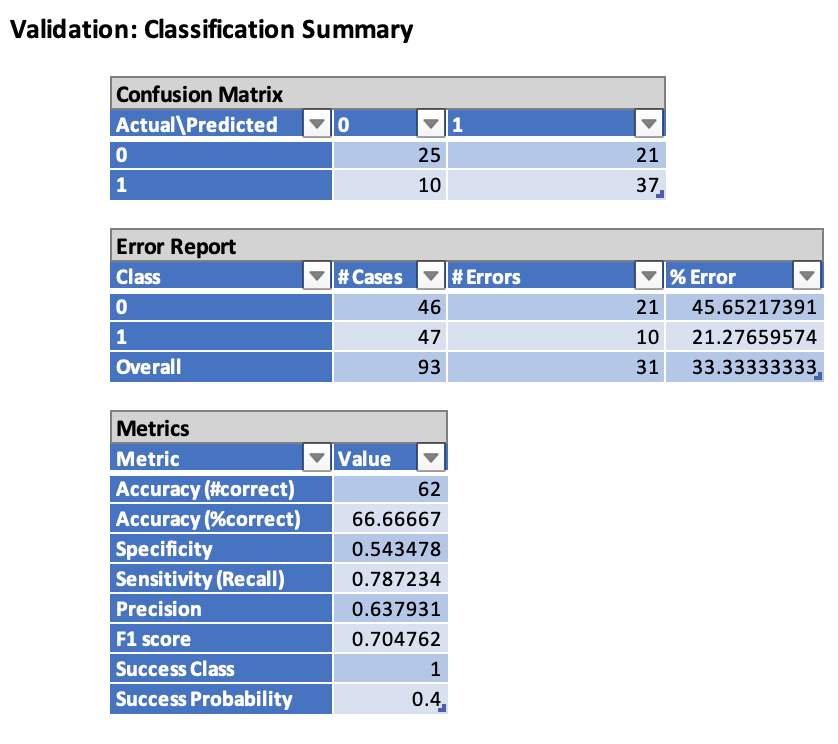 Validation: Classification Summary
Confusion Matrix
Actual\Predicted 0 1
0 25 21
1 10 37
Error Report
Class # Cases # Errors % Error
0 46 21 45.65217391
1 47 10 21.27659574
Overall 93 31 33.33333333
Metrics
Metric Value
Accuracy (#correct) 62
Accuracy (%correct) 66.66667
Specificity 0.543478
Sensitivity (Recall) 0.787234
Precision 0.637931
F1 score 0.704762
Success Class 1
Success Probability 0.4